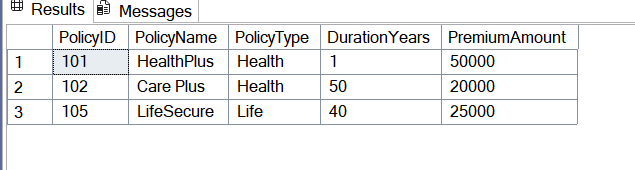 Results Messages
PolicyID PolicyName PolicyType DurationYears PremiumAmount
1 101 HealthPlus Health 1 50000
2 102 Care Plus Health 50 20000
3 105 LifeSecure Life 40 25000